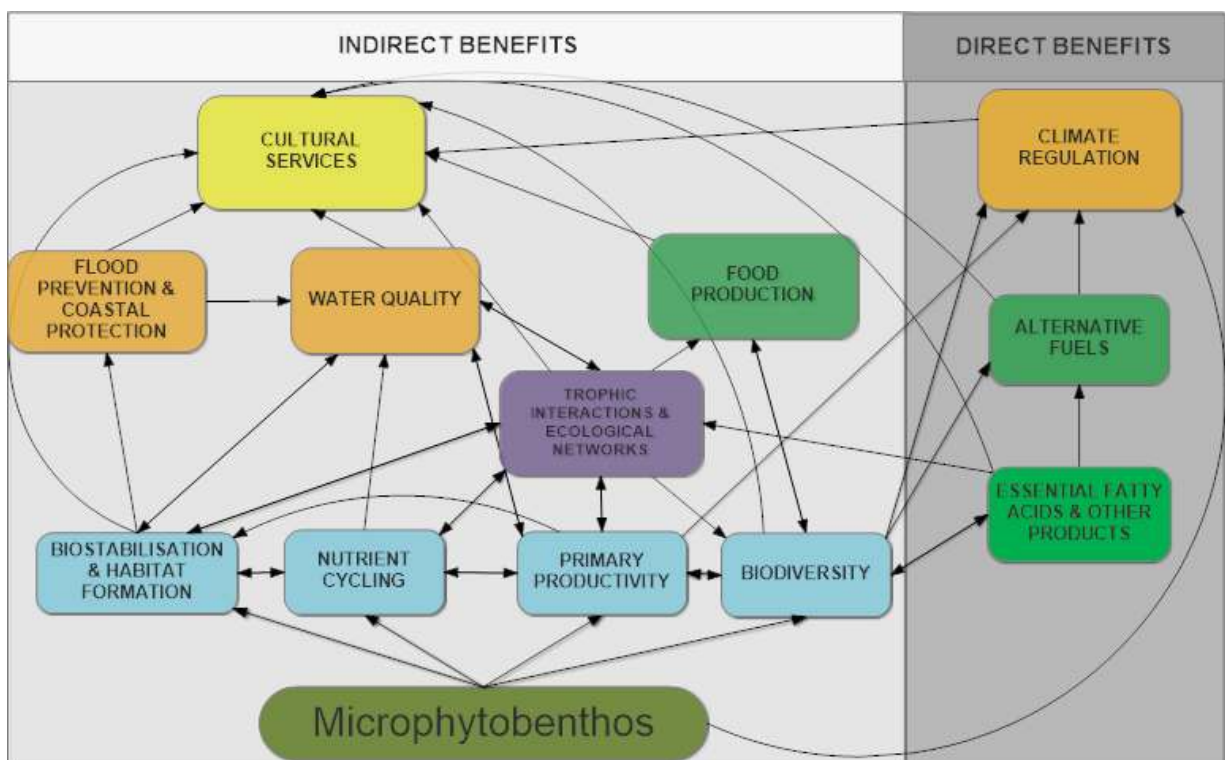 INDIRECT BENEFITS
DIRECT BENEFITS
CULTURAL
SERVICES
CLIMATE
REGULATION
FLOOD
PREVENTION &
COASTAL
PROTECTION
WATER QUALITY
FOOD
PRODUCTION
ALTERNATIVE
FUELS
TROPHIC
INTERACTIONS &
ECOLOGICAL
NETWORKS
ESSENTIAL FATTY
ACIDS & OTHER
PRODUCTS
BIOSTABILISATION
& HABITAT
FORMATION
NUTRIENT
CYCLING
PRIMARY
PRODUCTIVITY
BIODIVERSITY
Microphytobenthos